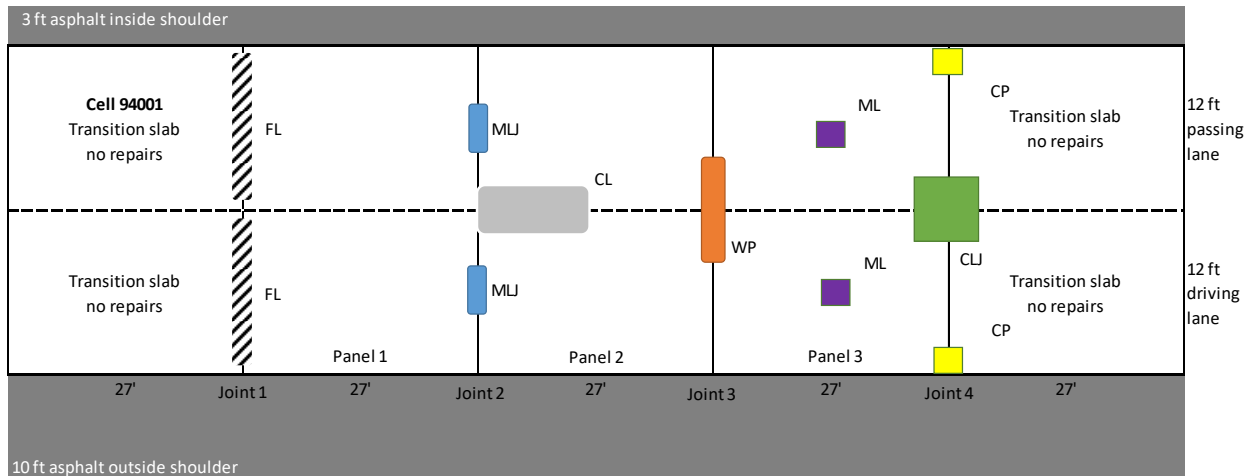 3 ft asphalt inside shoulder
Cell 94001
Transition slab
no repairs
FL
MLJ
CL
ML
CP
Transition slab
no repairs
12 ft
passing
lane
WP
Transition slab
no repairs
FL
MLJ
ML
CLJ
Transition slab
no repairs
CP
12 ft
driving
lane
Panel 1
Panel 2
Panel 3
27'
Joint 1
27'
Joint 2
27'
Joint 3
27'
Joint 4
27'
10 ft asphalt outside shoulder